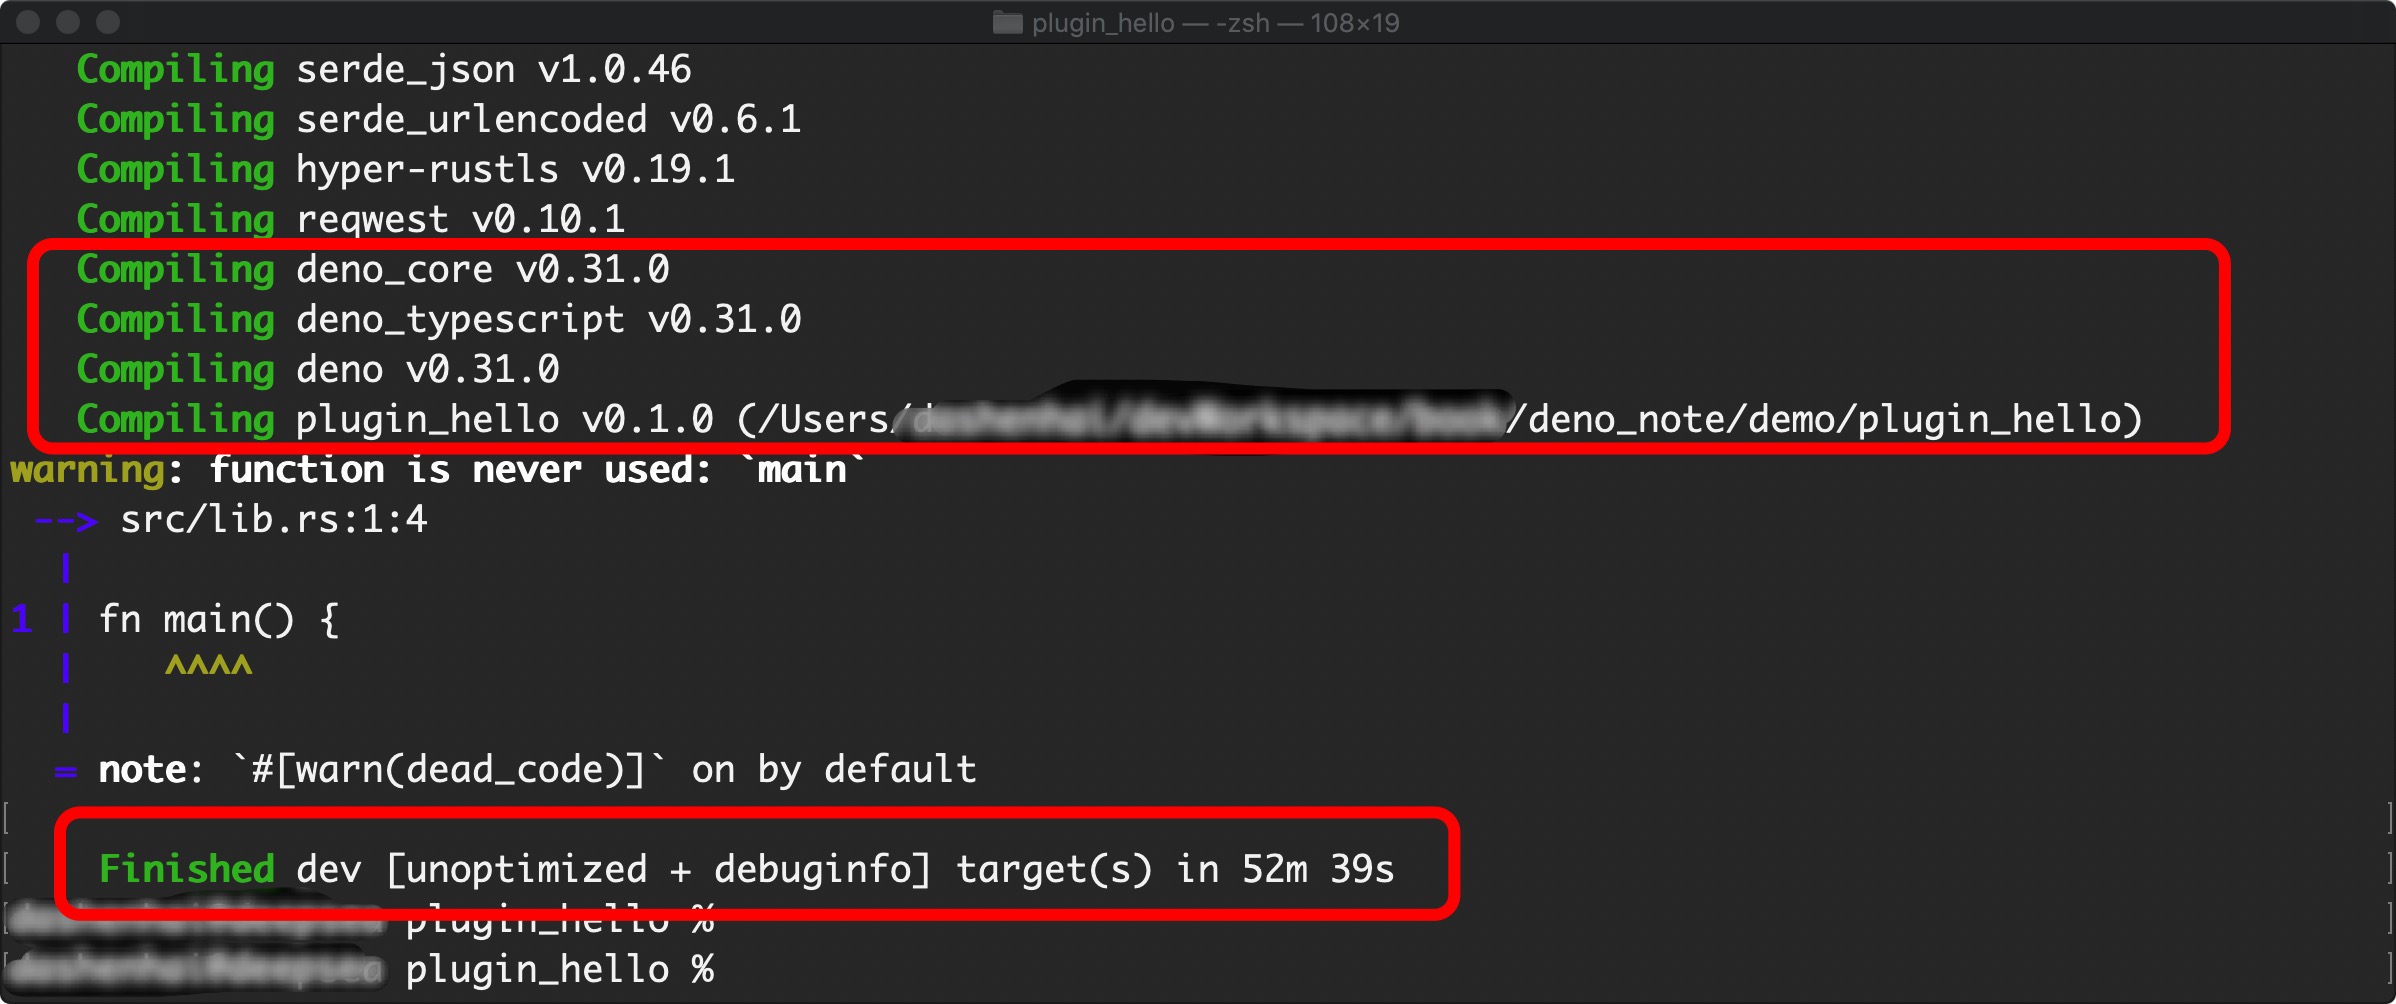 plugin_hello — -zsh — 108×19
Compiling serde_json v1.0.46
Compiling serde_urlencoded v0.6.1
Compiling hyper-rustls v0.19.1
Compiling reqwest v0.10.1
Compiling deno_core v0.31.0
Compiling deno_typescript v0.31.0
Compiling deno v0.31.0
Compiling plugin_hello v0.1.0 (/Users/ /deno_note/demo/plugin_hello)
warning: function is never used: `main`
--> src/lib.rs:1:4
|
1 | fn main() {
| ^^^^
|
= note: `#[warn(dead_code)]` on by default
[ ]
[ Finished dev [unoptimized + debuginfo] target(s) in 52m 39s ]
[ plugin_hello % ]
[ plugin_hello % ]